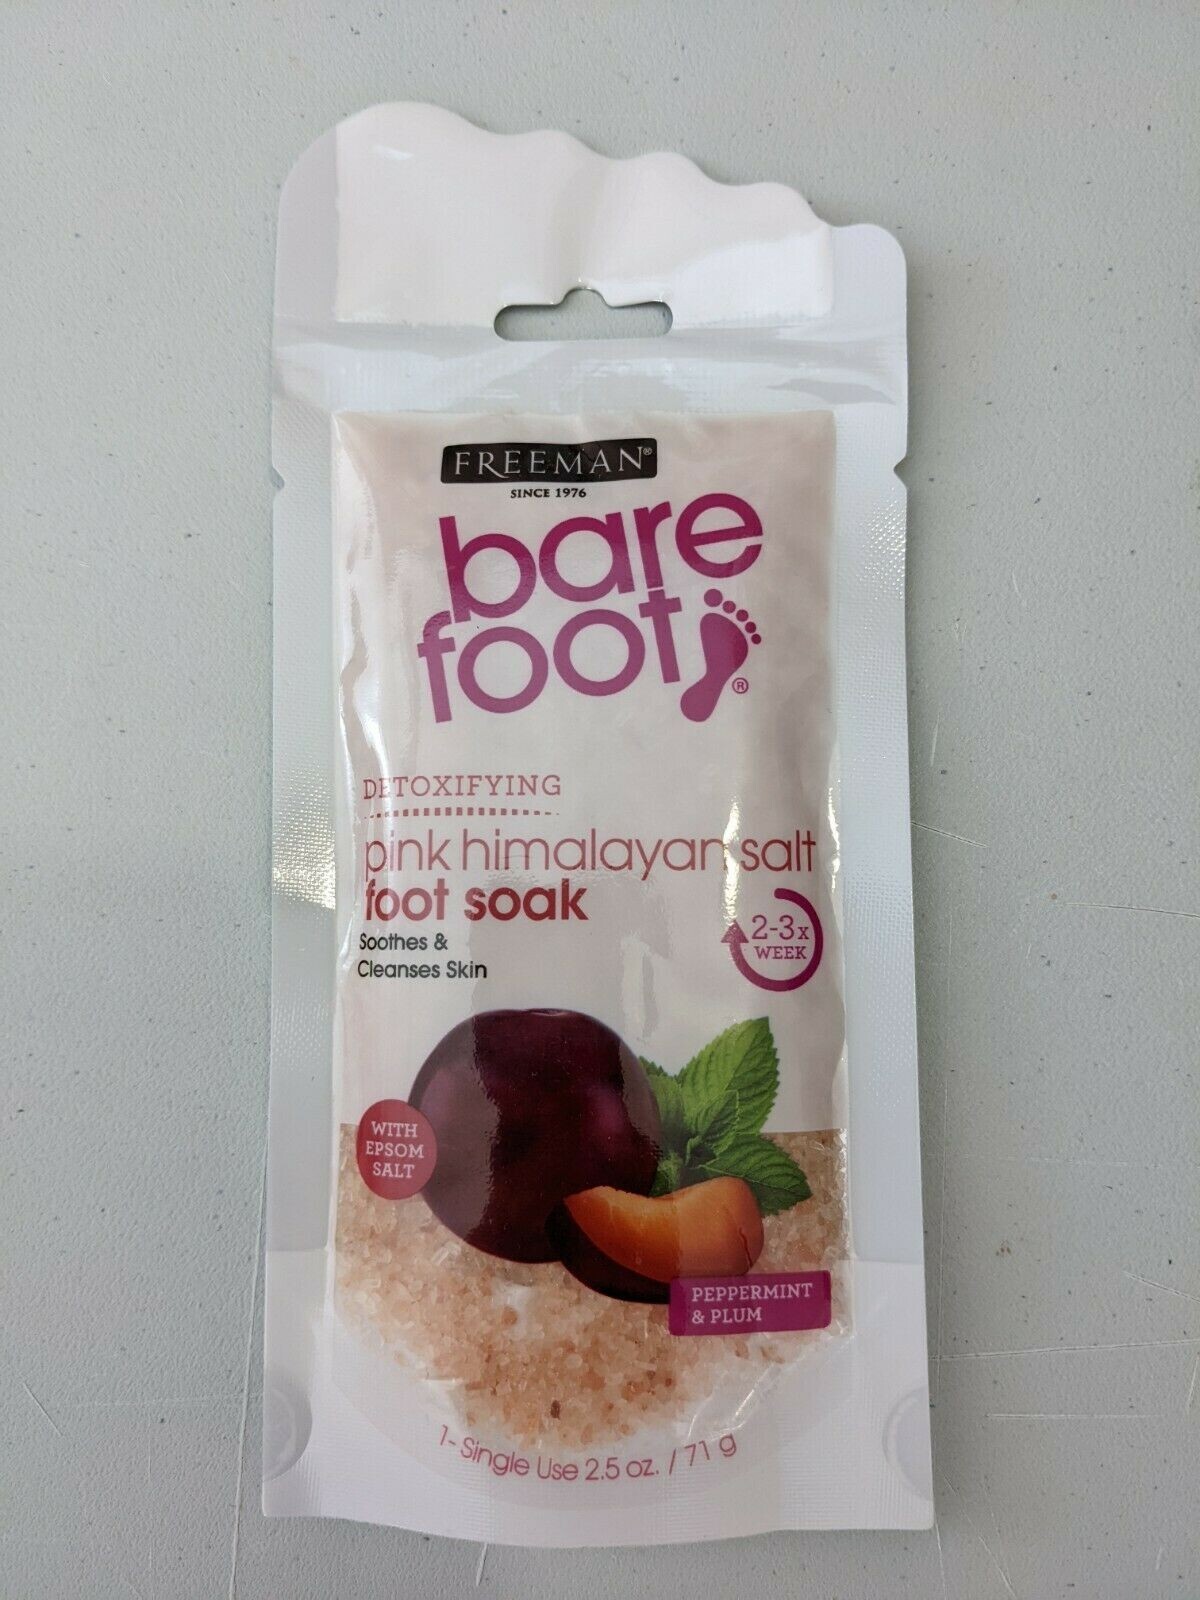 FREEMAN®
SINCE 1976
bare
foot
®
DETOXIFYING
pink himalayan salt
foot soak
Soothes &
Cleanses Skin
2-3x
WEEK
WITH
EPSOM
SALT
PEPPERMINT
& PLUM
1- Single Use 2.5 oz. / 71 g